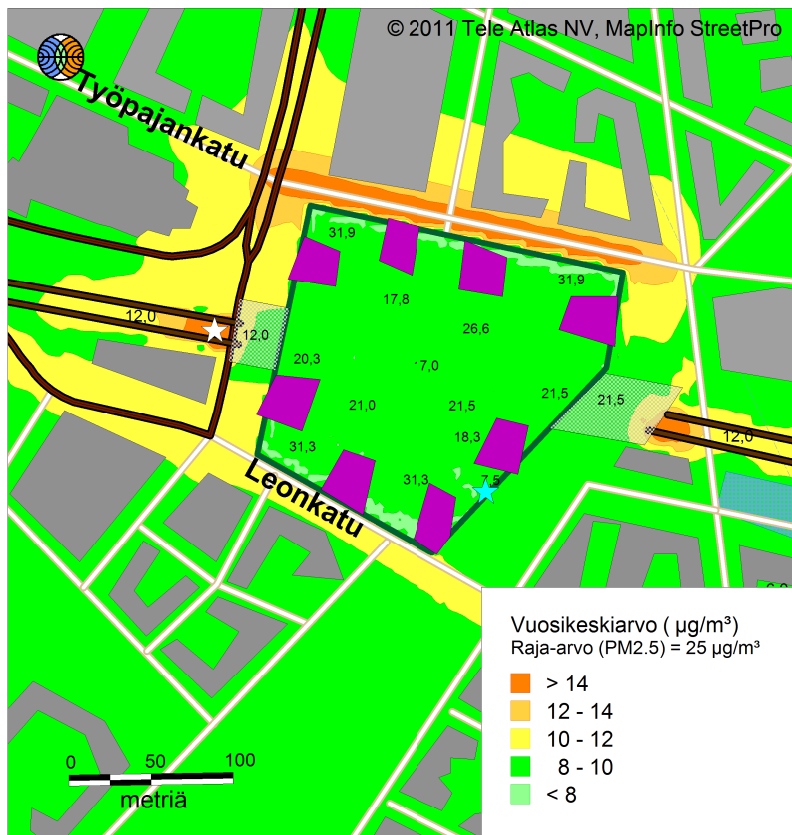 © 2011 Tele Atlas NV, MapInfo StreetPro
Työpajankatu
31,9
31,9
17,8
12,0
12,0
26,6
20,3
7,0
21,5
21,5
21,0
21,5
18,3
12,0
31,3
31,3
7,5
Leonkatu
Vuosikeskiarvo ( µg/m³)
Raja-arvo (PM2.5) = 25 µg/m³
> 14
12 - 14
10 - 12
8 - 10
< 8
0 50 100
metriä